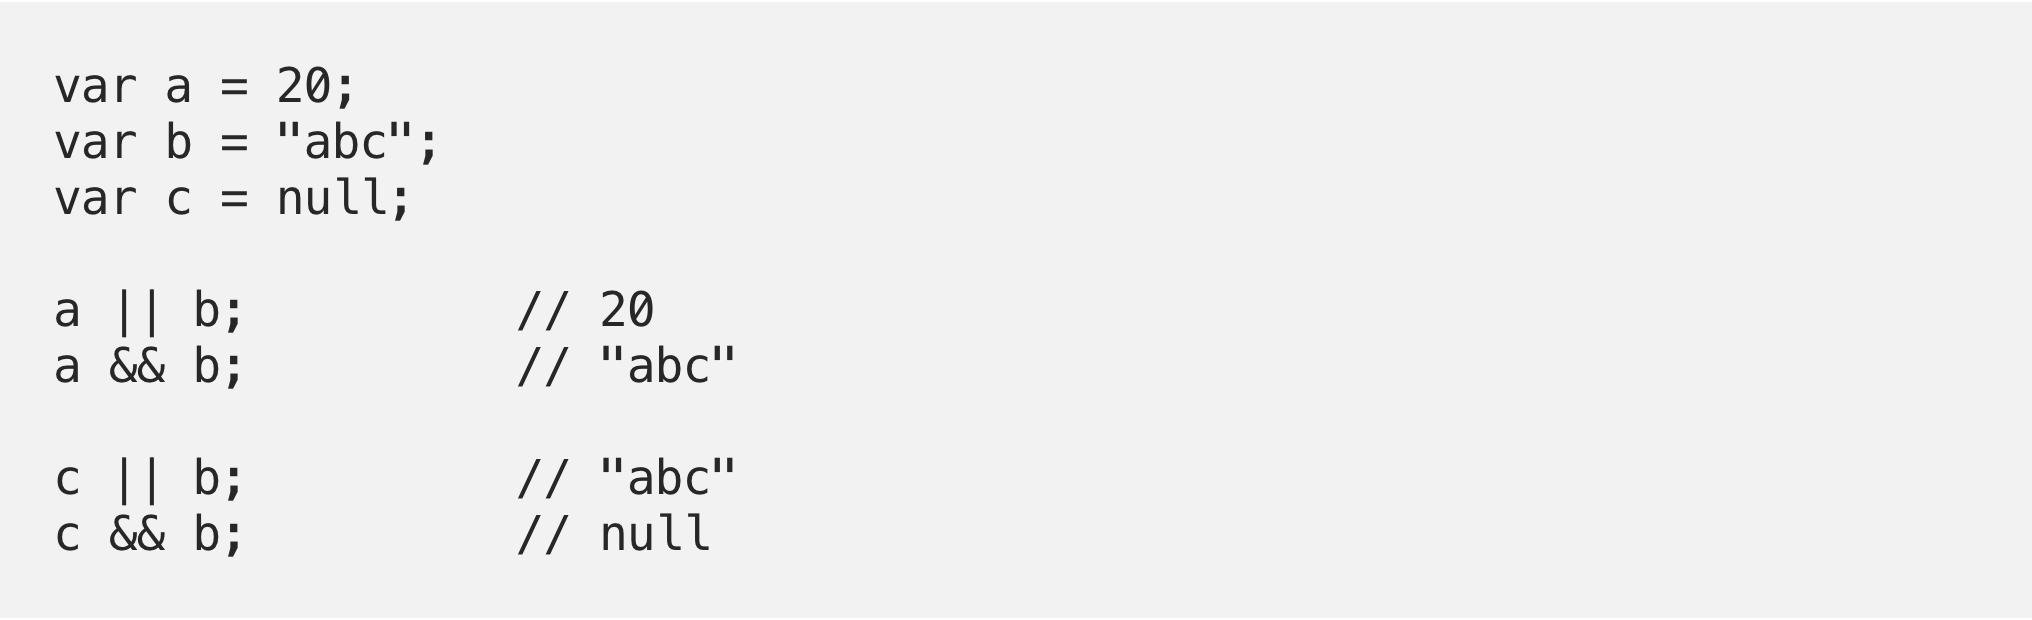 var a = 20;
var b = "abc";
var c = null;
a || b;          // 20
a && b;          // "abc"
c || b;          // "abc"
c && b;          // null